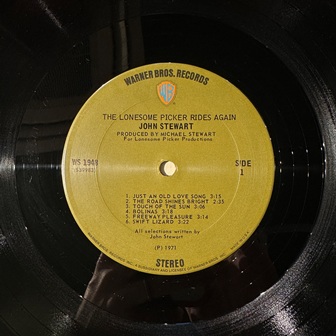 WARNER BROS. RECORDS
THE LONESOME PICKER RIDES AGAIN
JOHN STEWART
PRODUCED BY MICHAEL STEWART
For Lonesome Picker Productions
WS 1948
SIDE
1
1. JUST AN OLD LOVE SONG 3:15
2. THE ROAD SHINES BRIGHT 2:25
3. TOUCH OF THE SUN 3:06
4. BOLINAS 3:18
5. FREEWAY PLEASURE 3:14
6. SWIFT LIZARD 3:22
All selections written by
John Stewart
(P) 1971
STEREO